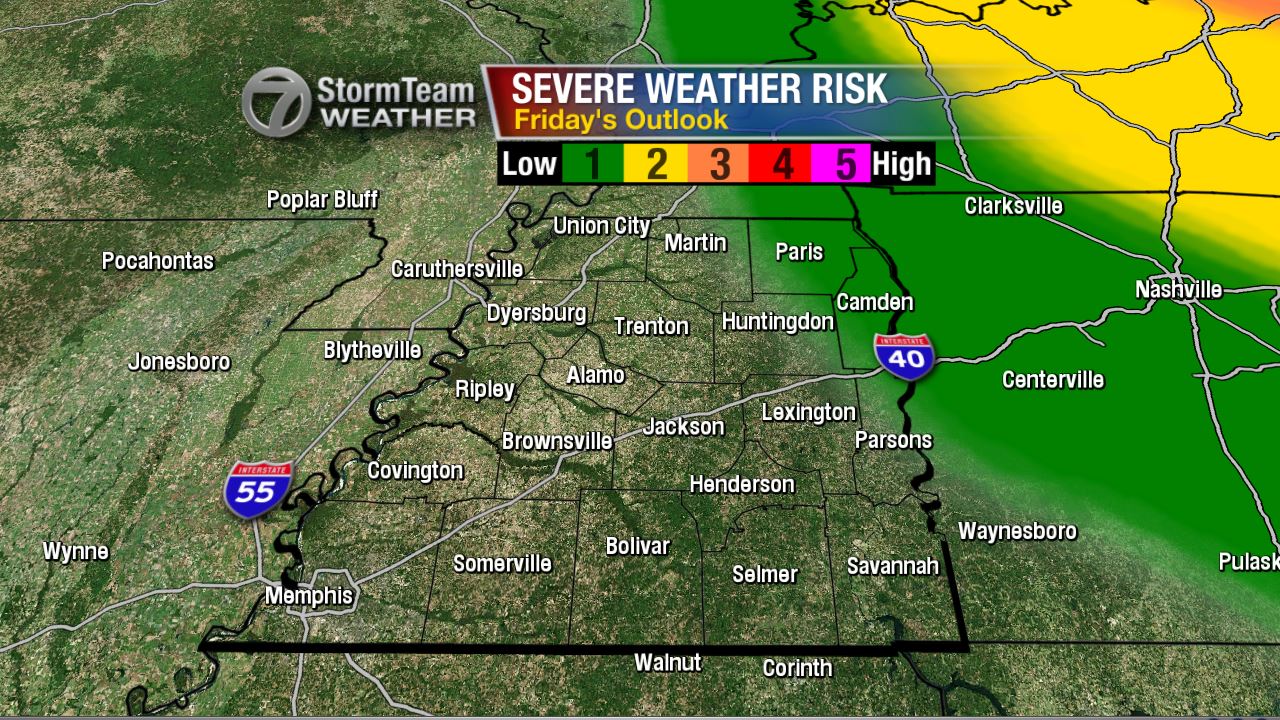 7 StormTeam
WEATHER
SEVERE WEATHER RISK
Friday's Outlook
Low 1 2 3 4 5 High
Poplar Bluff
Clarksville
Union City
Martin
Paris
Pocahontas
Caruthersville
Nashville
Camden
Dyersburg
Trenton
Huntingdon
Jonesboro
Blytheville
INTERSTATE
40
Ripley
Alamo
Centerville
Lexington
Jackson
Brownsville
Parsons
Covington
INTERSTATE
55
Henderson
Waynesboro
Wynne
Bolivar
Somerville
Selmer
Savannah
Pulask
Memphis
Walnut
Corinth